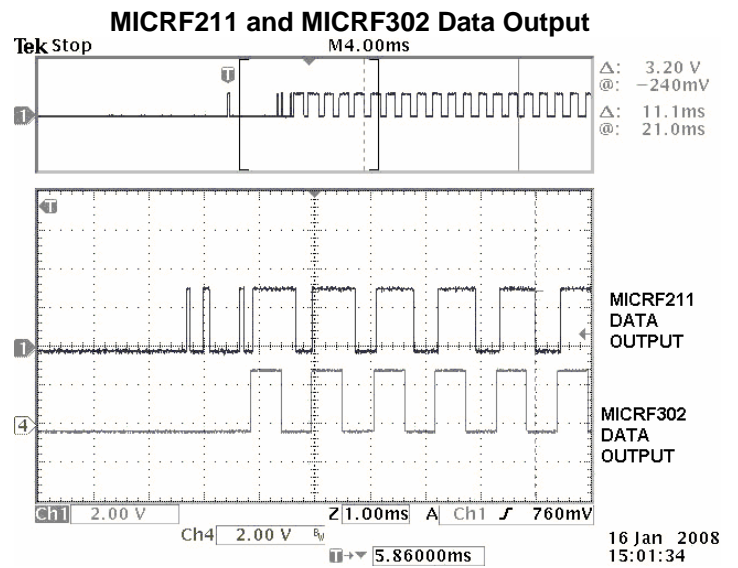 MICRF211 and MICRF302 Data Output
Tek Stop M4.00ms
T
1
Δ: 3.20 V
@: −240mV
Δ: 11.1ms
@: 21.0ms
T
1
4
MICRF211
DATA
OUTPUT
MICRF302
DATA
OUTPUT
Ch1 2.00 V Z 1.00ms A Ch1 760mV
Ch4 2.00 V BW
T 5.86000ms
16 Jan 2008
15:01:34